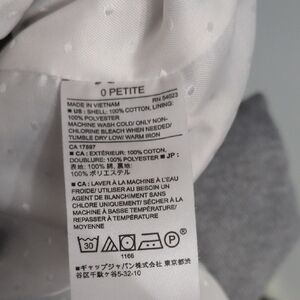 0 PETITE
MADE IN VIETNAM RN 54023
■ US : SHELL: 100% COTTON, LINING:
100% POLYESTER
MACHINE WASH COLD/ ONLY NON-
CHLORINE BLEACH WHEN NEEDED/
TUMBLE DRY LOW/ WARM IRON
CA 17897
■ CA : EXTÉRIEUR: 100% COTON,
DOUBLURE: 100% POLYESTER ■ JP :
表地: 100% 綿, 裏地:
100% ポリエステル
■ CA : LAVER À LA MACHINE À L'EAU
FROIDE/ UTILISER AU BESOIN UN
AGENT DE BLANCHIMENT SANS
CHLORE UNIQUEMENT/ SÉCHER À LA
MACHINE À BASSE TEMPÉRATURE/
REPASSER À TEMPÉRATURE
MOYENNE
30 P
1166
■ギャップジャパン株式会社 東京都渋
谷区千駄ヶ谷5-32-10